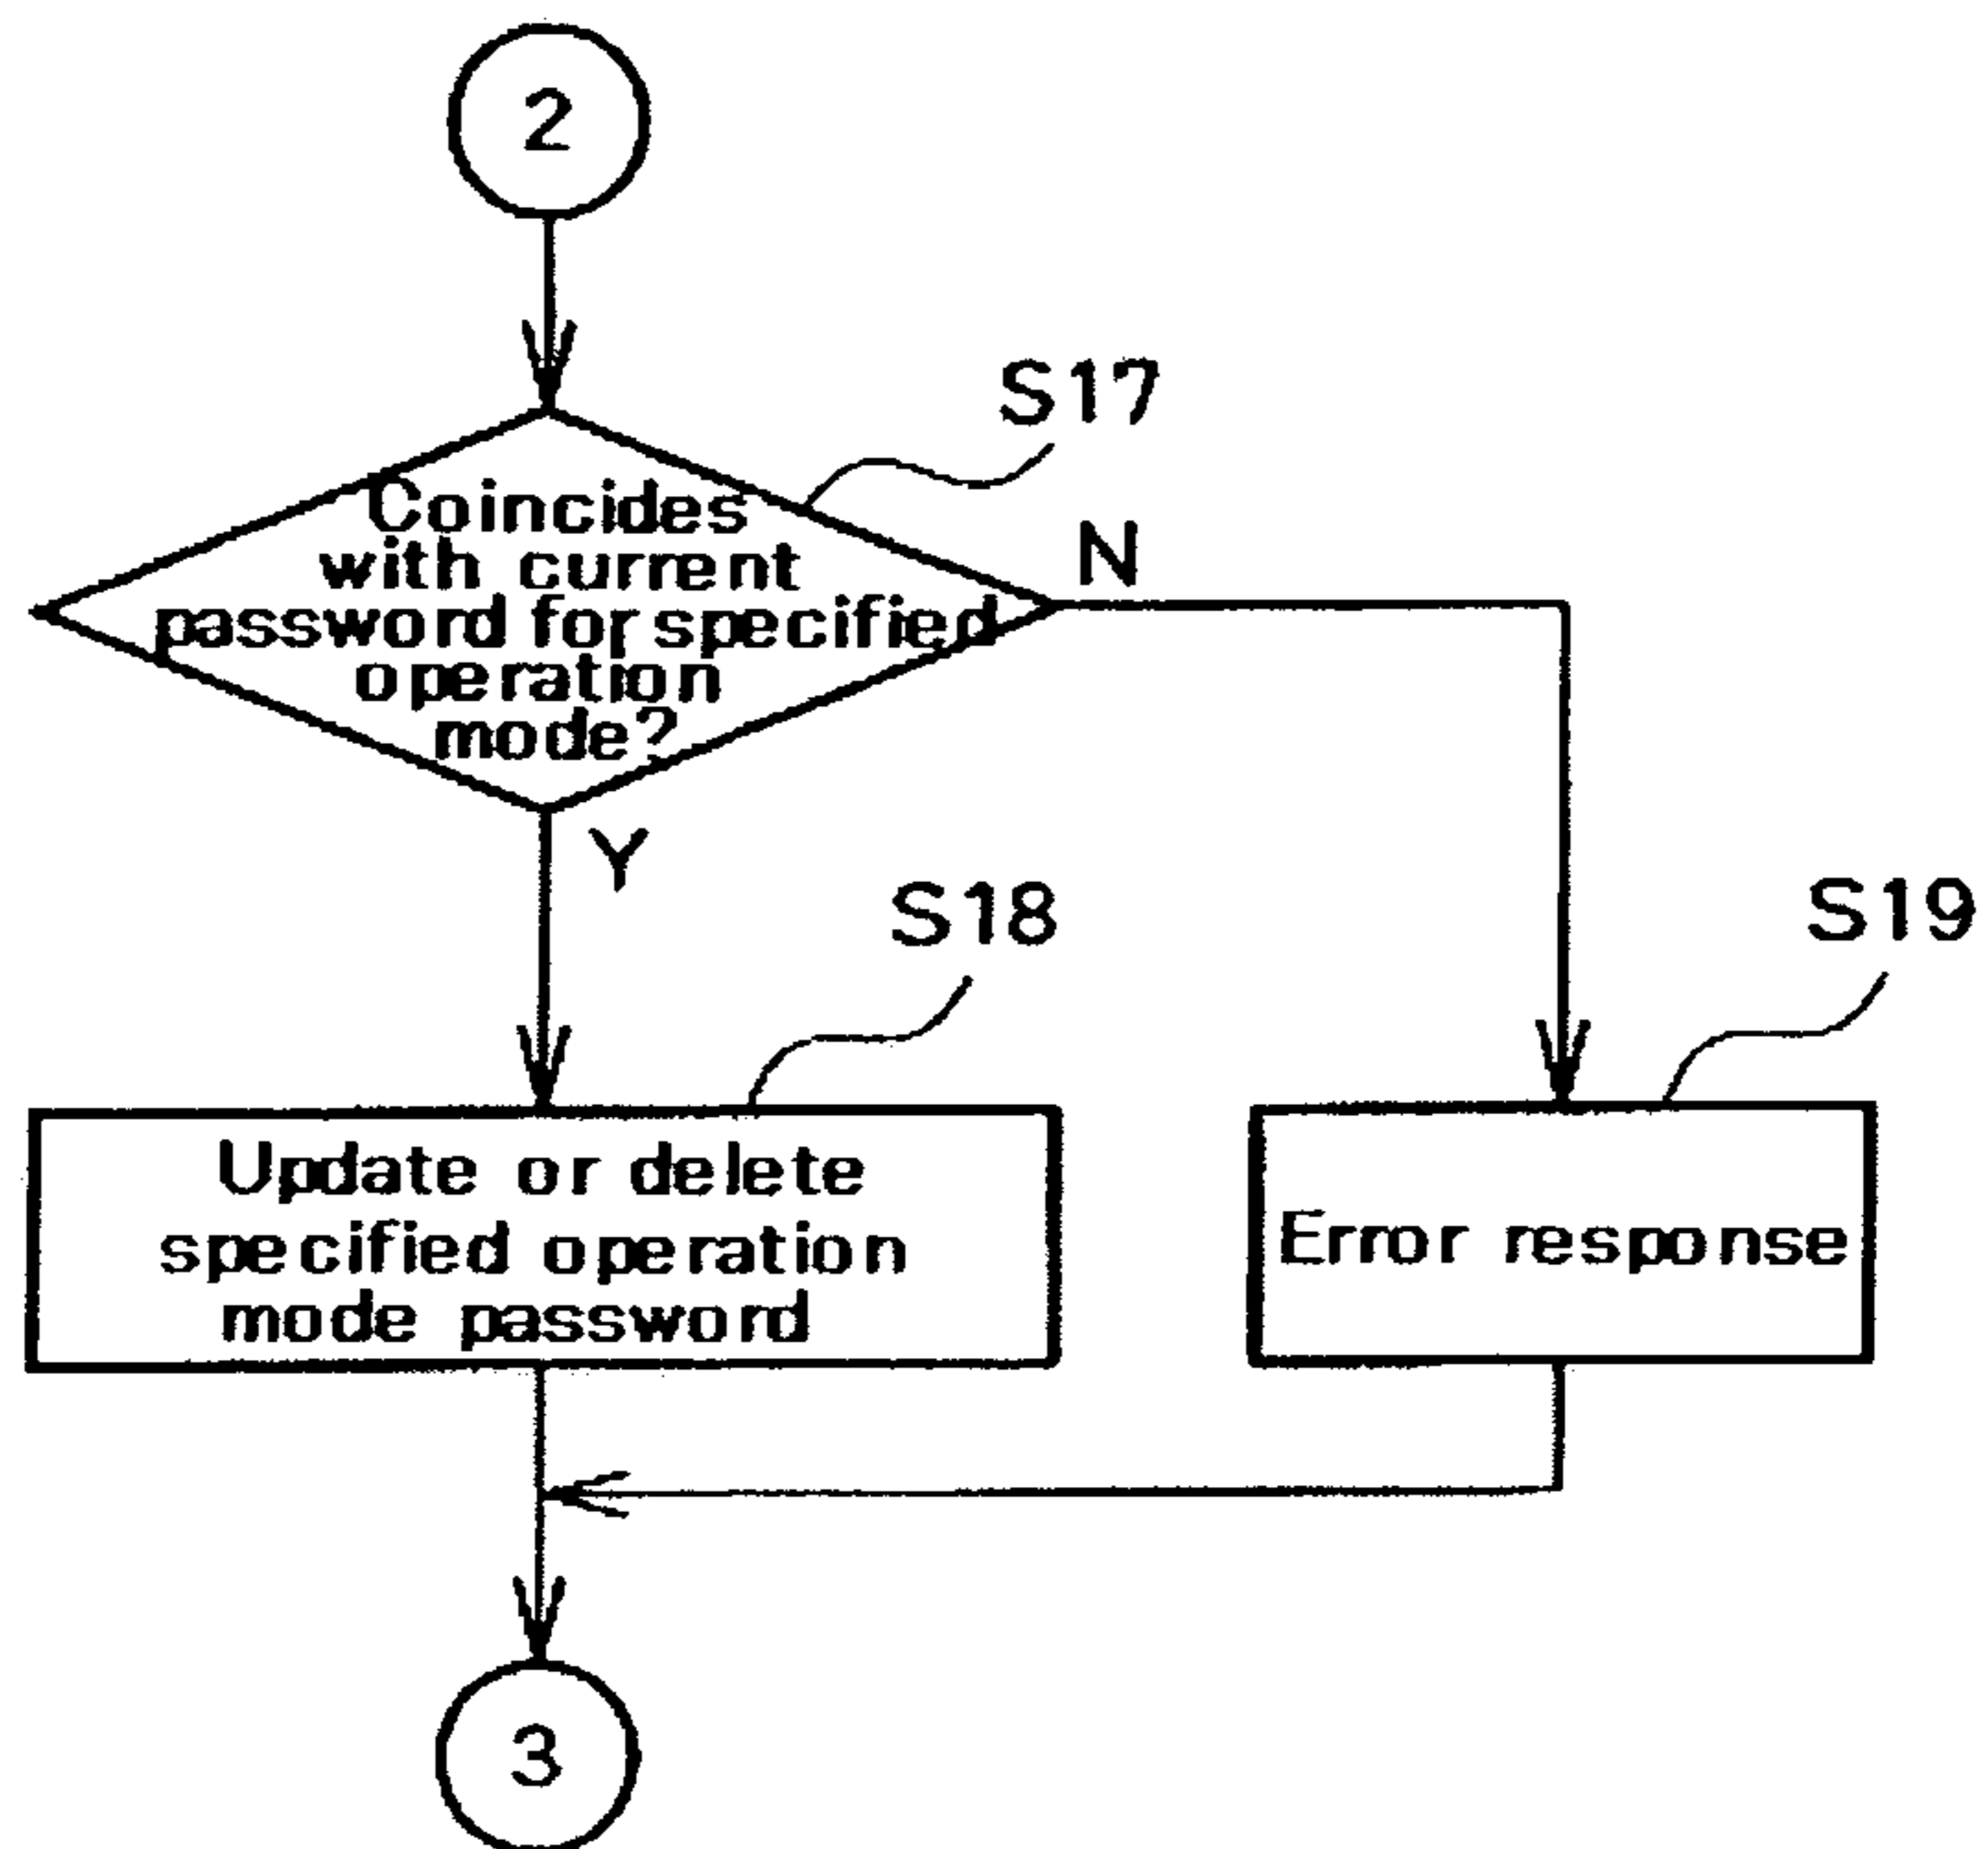 2
S17
Coincides
with current
password for specified
operation
mode?
N
Y
S18
S19
Update or delete
specified operation
mode password
Error response
3